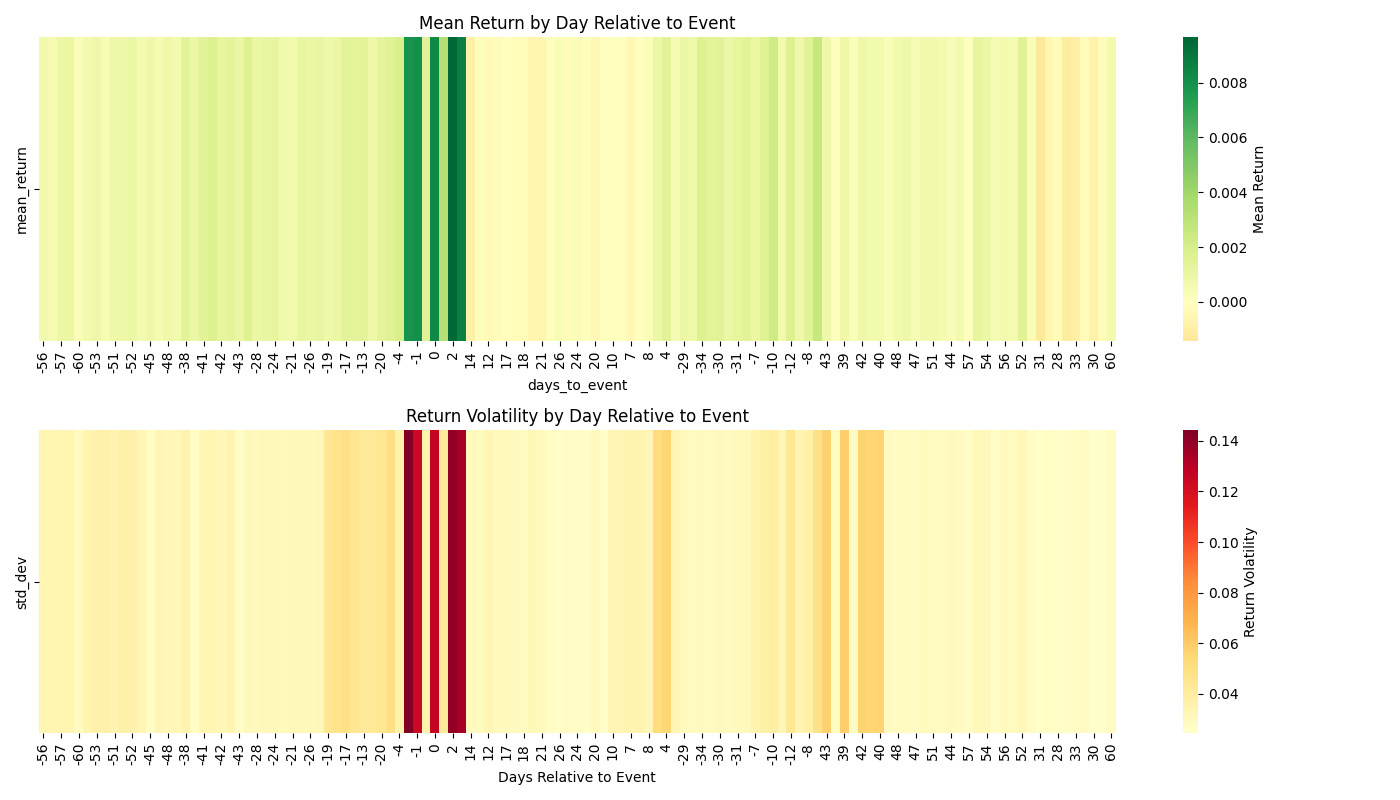 Mean Return by Day Relative to Event
mean_return
-56 -57 -60 -53 -51 -52 -45 -48 -38 -41 -42 -43 -28 -24 -21 -26 -19 -17 -13 -20 -4 -1 0 2 14 12 17 18 21 26 24 20 10 7 8 4 -29 -34 -30 -31 -7 -10 -12 -8 43 39 42 40 48 47 51 44 54 56 52 31 28 33 30 60
days_to_event
0.008
0.006
0.004
0.002
0.000
Mean Return
Return Volatility by Day Relative to Event
std_dev
-56 -57 -60 -53 -51 -52 -45 -48 -38 -41 -42 -43 -28 -24 -21 -26 -19 -17 -13 -20 -4 -1 0 2 14 12 17 18 21 26 24 20 10 7 8 4 -29 -34 -30 -31 -7 -10 -12 -8 43 39 42 40 48 47 51 44 54 56 52 31 28 33 30 60
Days Relative to Event
0.14
0.12
0.10
0.08
0.06
0.04
Return Volatility